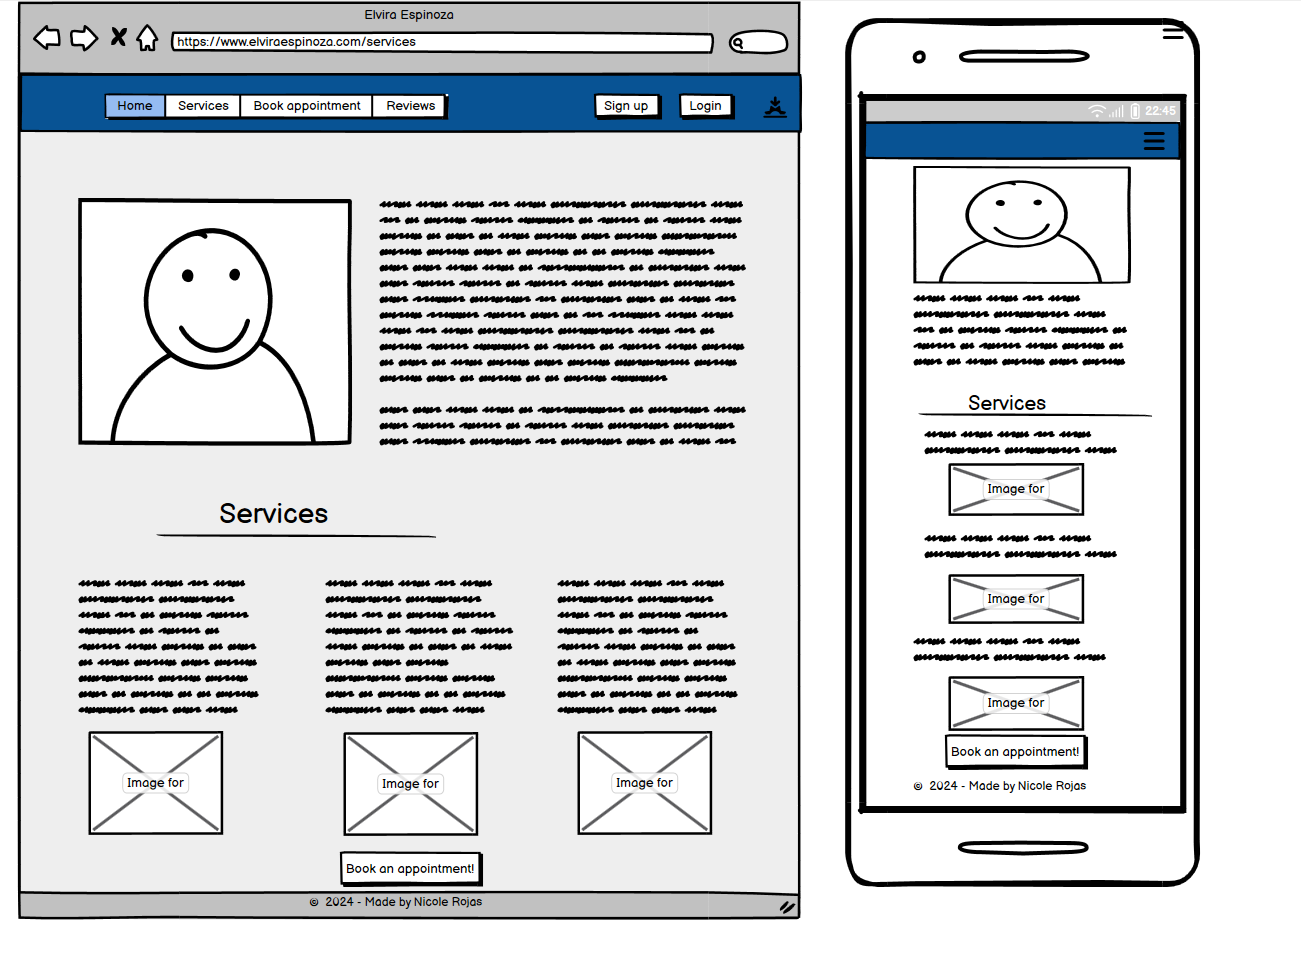 Elvira Espinoza
https://www.elviraespinoza.com/services
Home Services Book appointment Reviews Sign up Login
Services
Image for Image for Image for
Book an appointment!
© 2024 - Made by Nicole Rojas
22:45
Services
Image for
Image for
Image for
Book an appointment!
© 2024 - Made by Nicole Rojas